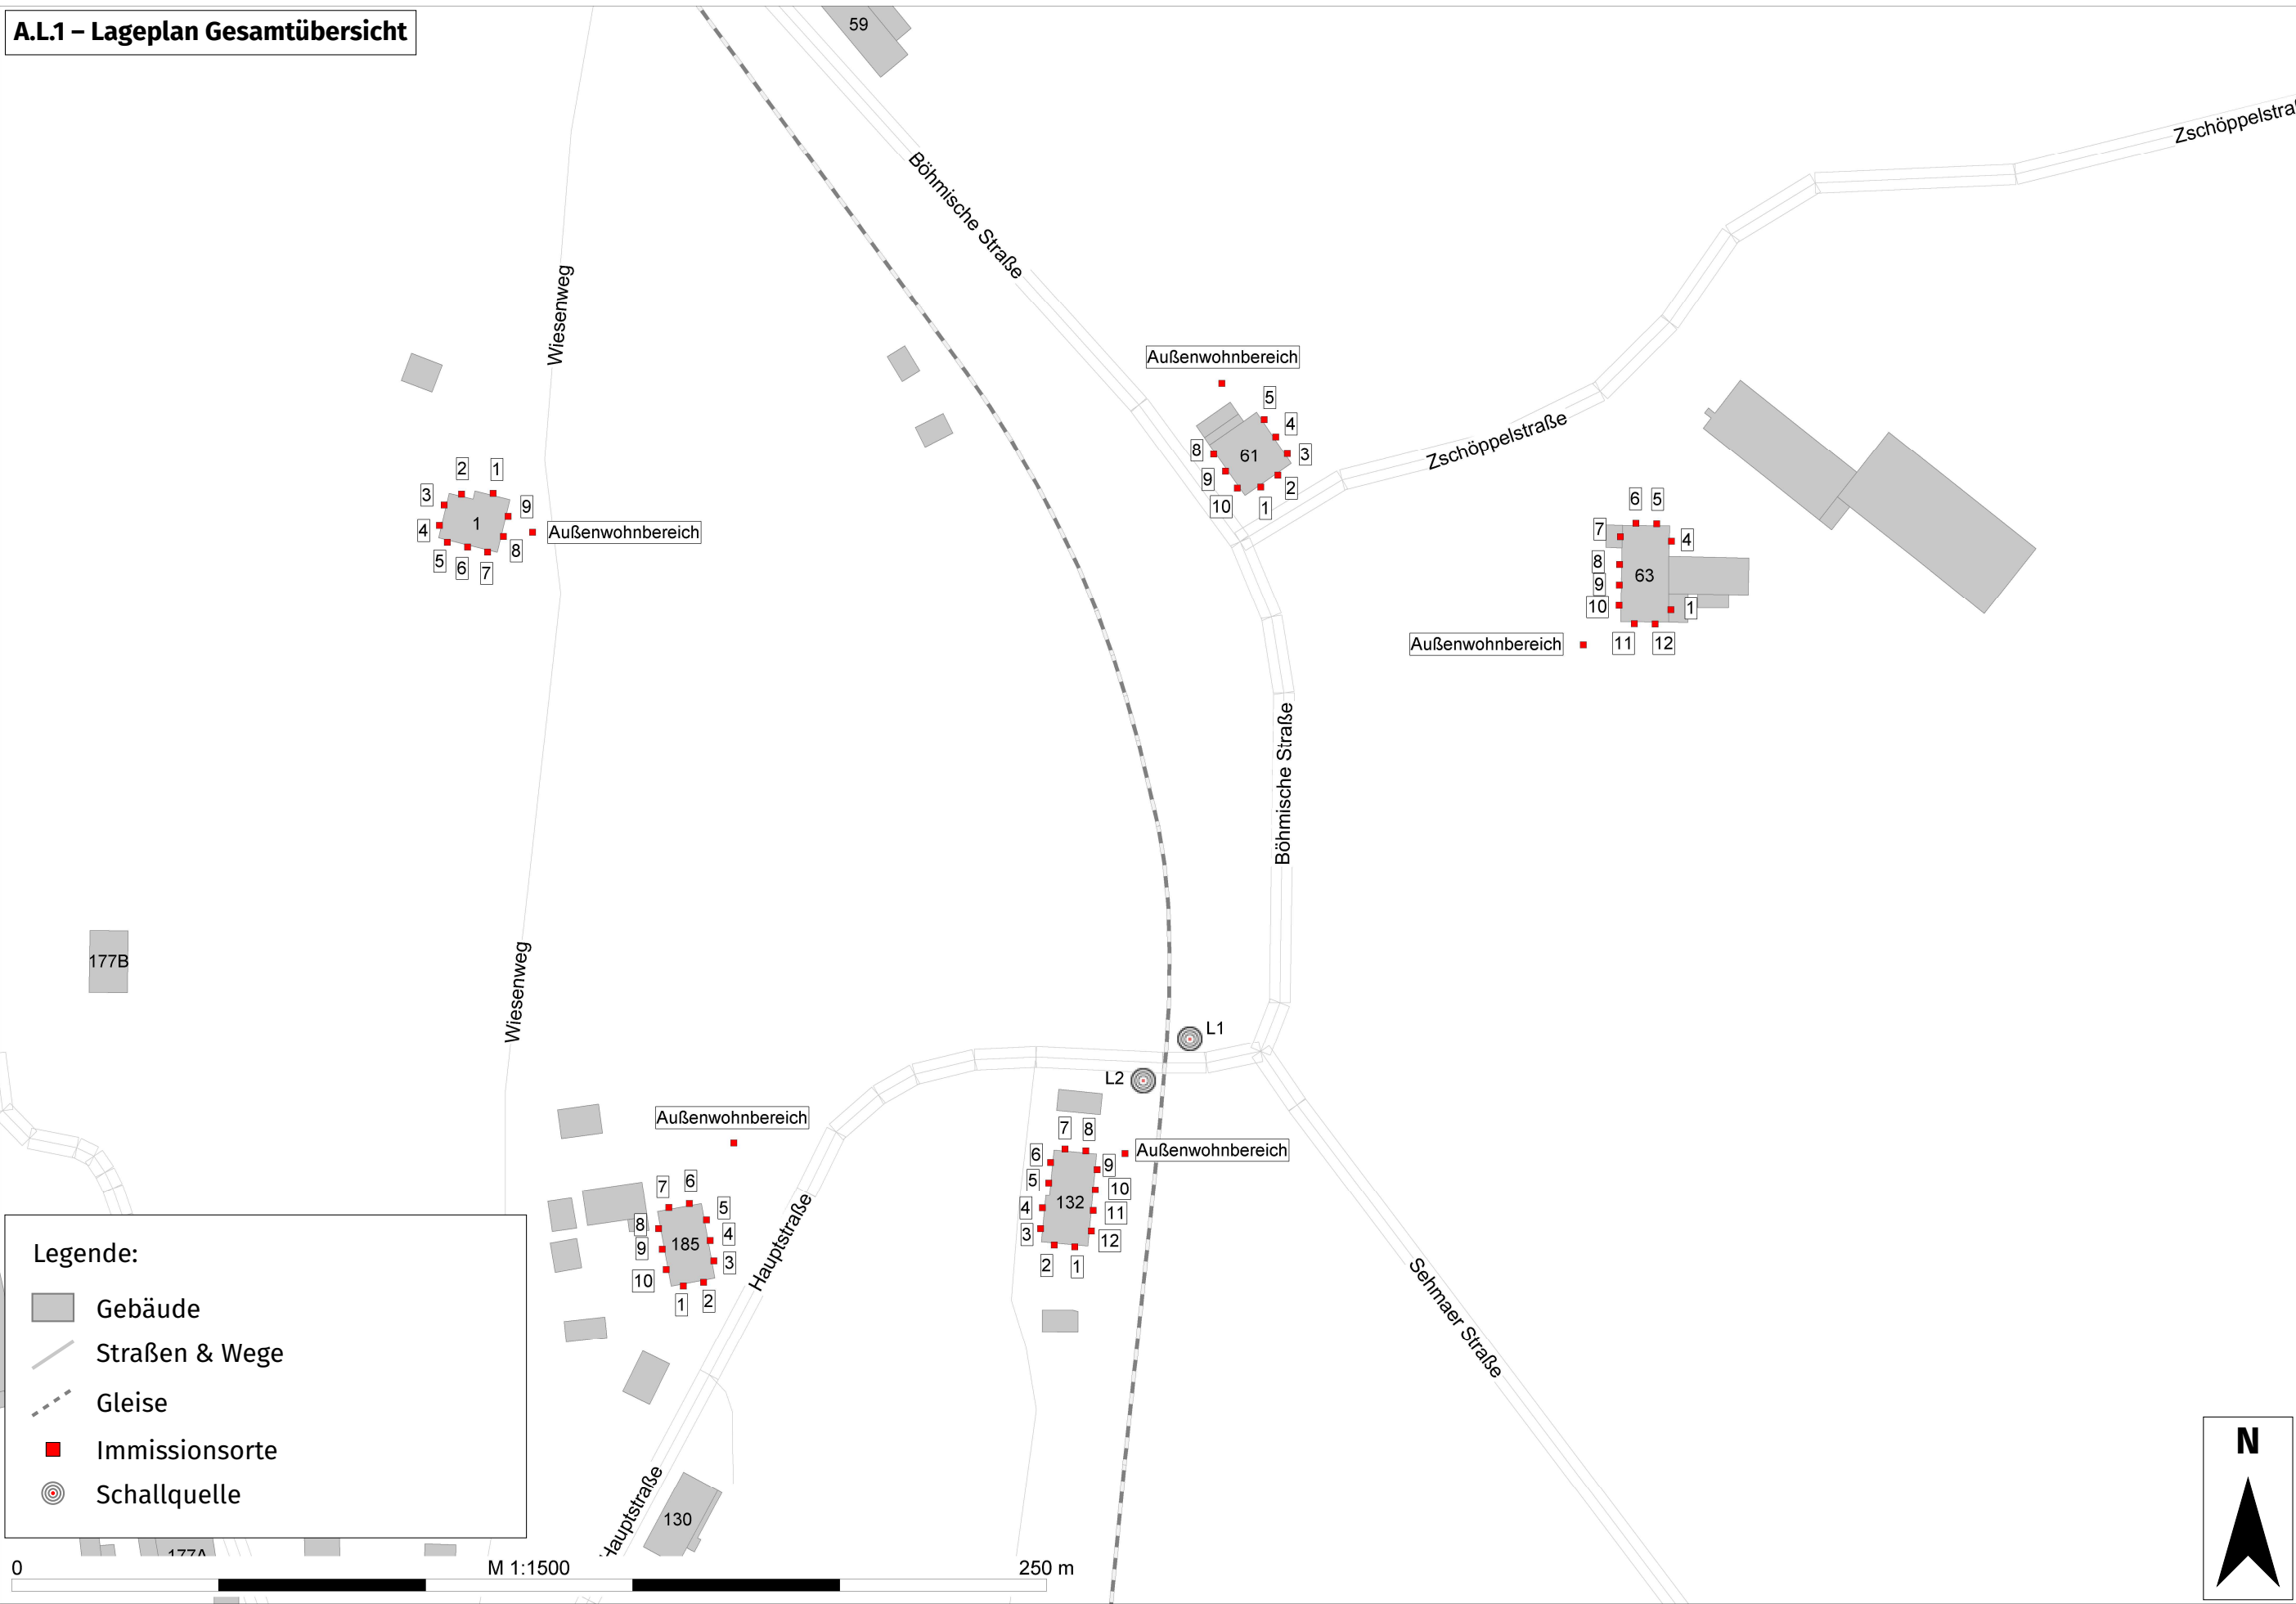 A.L.1 – Lageplan Gesamtübersicht
59
Zschöppelstra
Böhmische Straße
Wiesenweg
Außenwohnbereich
5
4
3
2
1
10
9
8
61
Zschöppelstraße
2
1
3
9
4
1
Außenwohnbereich
5
6
7
8
6
5
7
4
8
63
9
10
1
Außenwohnbereich
11
12
Böhmische Straße
177B
Wiesenweg
L1
L2
Außenwohnbereich
7
8
Außenwohnbereich
6
9
5
10
4
132
11
3
12
2
1
7
6
5
8
4
9
185
3
10
1
2
Hauptstraße
Sehmaer Straße
Legende:
Gebäude
Straßen & Wege
Gleise
Immissionsorte
Schallquelle
Hauptstraße
130
177A
N
0
M 1:1500
250 m